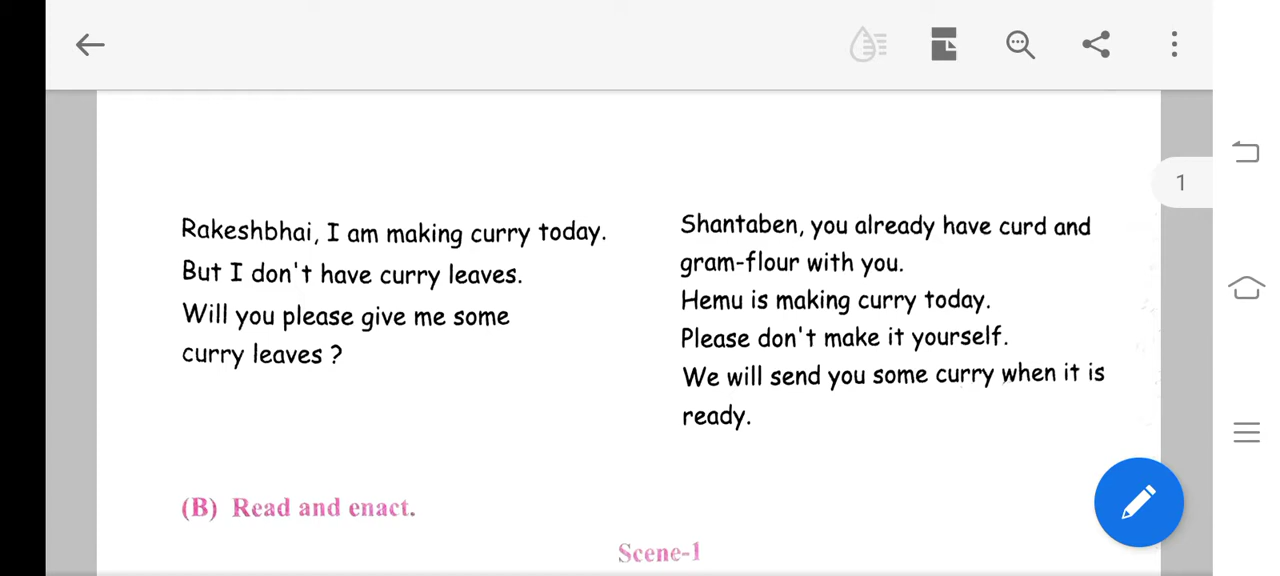 1
Rakeshbhai, I am making curry today.
But I don't have curry leaves.
Will you please give me some
curry leaves ?
Shantaben, you already have curd and
gram-flour with you.
Hemu is making curry today.
Please don't make it yourself.
We will send you some curry when it is
ready.
(B) Read and enact.
Scene-1